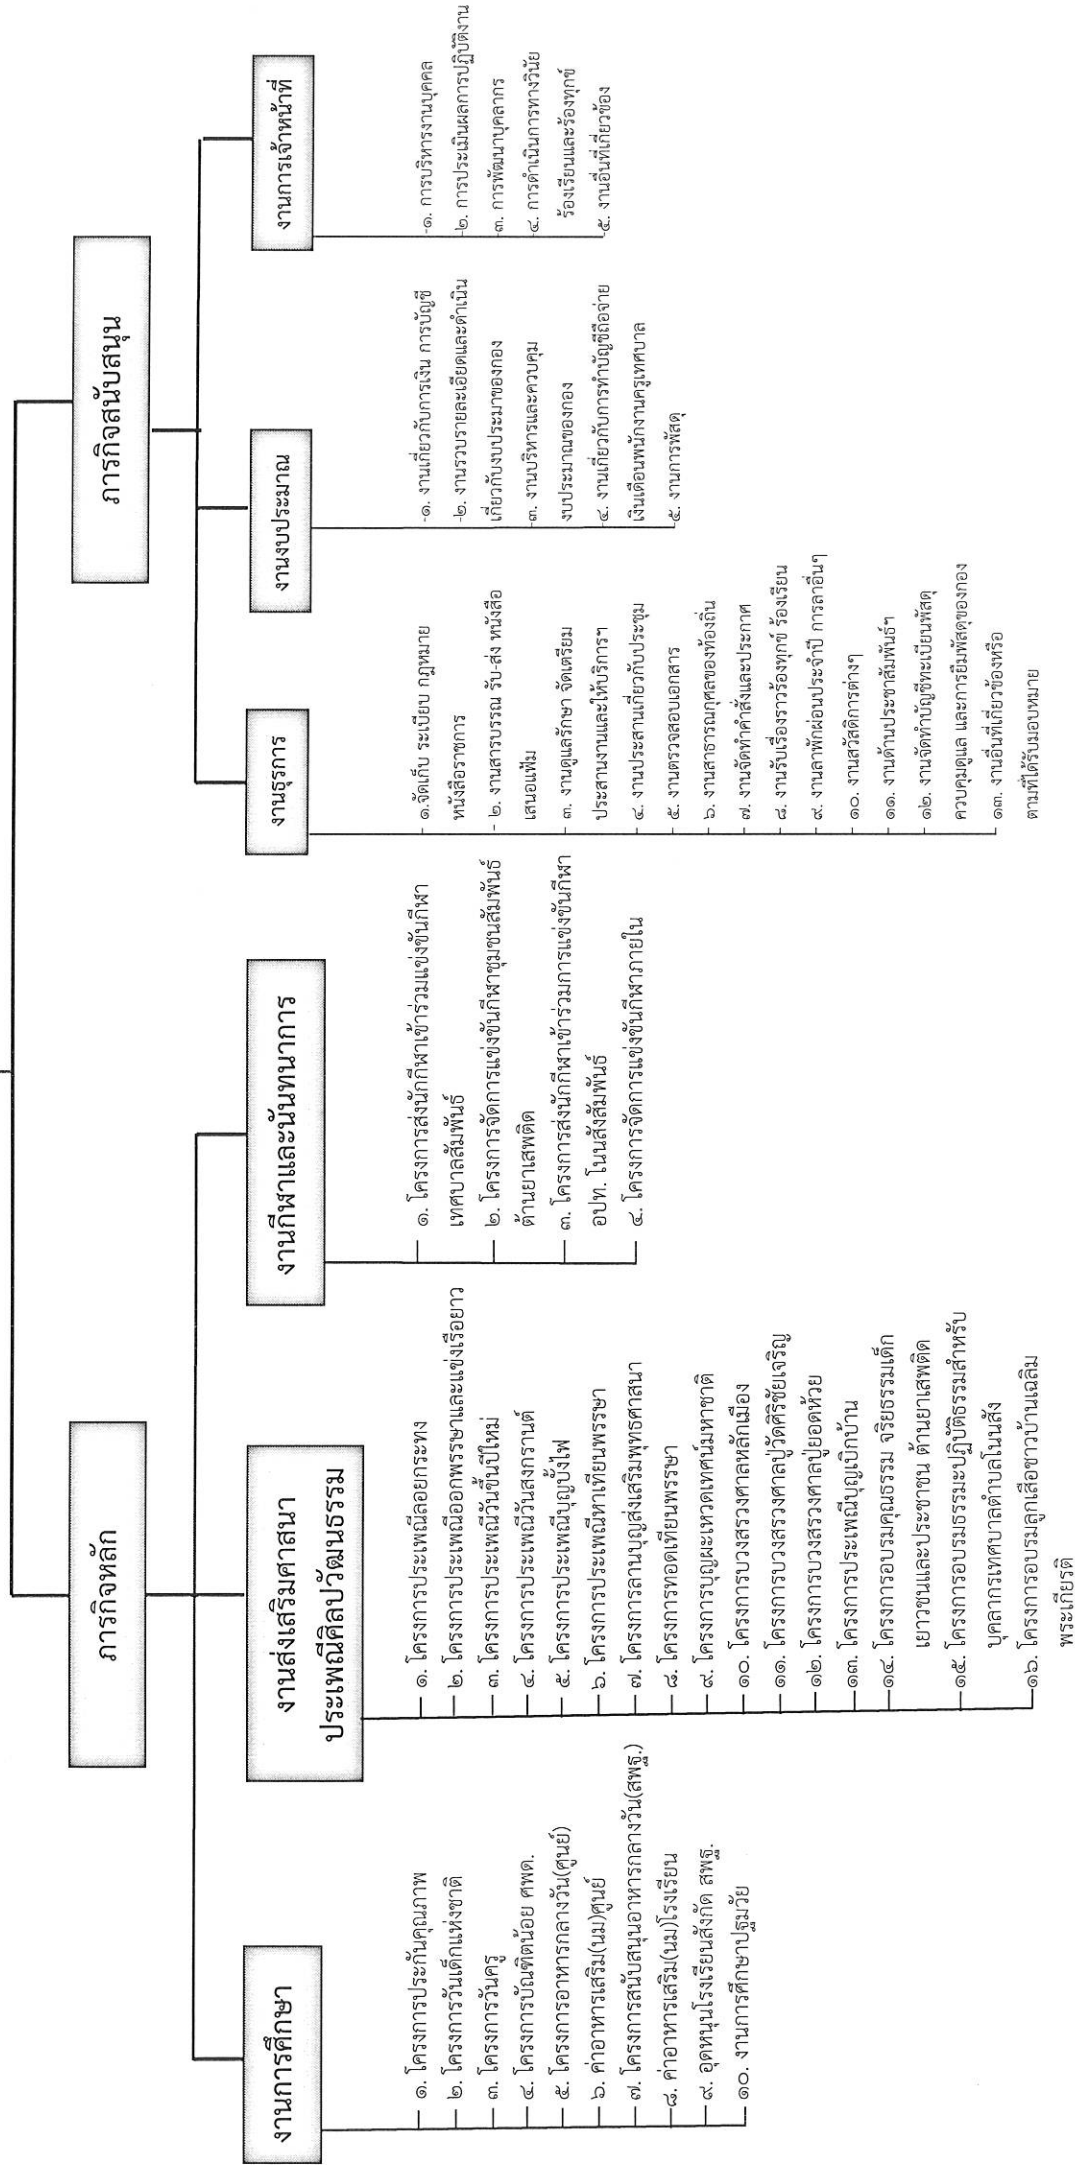 ภารกิจหลัก
ภารกิจสนับสนุน
งานการศึกษา
๑. โครงการประกันคุณภาพ
๒. โครงการวันเด็กแห่งชาติ
๓. โครงการวันครู
๔. โครงการบัณฑิตน้อย ศพด.
๕. โครงการอาหารกลางวัน(ศูนย์)
๖. ค่าอาหารเสริม(นม)ศูนย์
๗. โครงการสนับสนุนอาหารกลางวัน(สพฐ.)
๘. ค่าอาหารเสริม(นม)โรงเรียน
๙. อุดหนุนโรงเรียนสังกัด สพฐ.
๑๐. งานการศึกษาปฐมวัย
งานส่งเสริมศาสนา
ประเพณีศิลปวัฒนธรรม
๑. โครงการประเพณีลอยกระทง
๒. โครงการประเพณีออกพรรษาและแข่งเรือยาว
๓. โครงการประเพณีวันขึ้นปีใหม่
๔. โครงการประเพณีวันสงกรานต์
๕. โครงการประเพณีบุญบั้งไฟ
๖. โครงการประเพณีหาเทียนพรรษา
๗. โครงการลานบุญส่งเสริมพุทธศาสนา
๘. โครงการทอดเทียนพรรษา
๙. โครงการบุญผะเหวดเทศน์มหาชาติ
๑๐. โครงการบวงสรวงศาลหลักเมือง
๑๑. โครงการบวงสรวงศาลปู่วัดศิริชัยเจริญ
๑๒. โครงการบวงสรวงศาลปู่ยอดห้วย
๑๓. โครงการประเพณีบุญเบิกบ้าน
๑๔. โครงการอบรมคุณธรรม จริยธรรมเด็ก
เยาวชนและประชาชน ต้านยาเสพติด
๑๕. โครงการอบรมธรรมะปฏิบัติธรรมสำหรับ
บุคลากรเทศบาลตำบลโนนสัง
๑๖. โครงการอบรมลูกเสือชาวบ้านเฉลิม
พระเกียรติ
งานกีฬาและนันทนาการ
๑. โครงการส่งนักกีฬาเข้าร่วมแข่งขันกีฬา
เทศบาลสัมพันธ์
๒. โครงการจัดการแข่งขันกีฬาชุมชนสัมพันธ์
ต้านยาเสพติด
๓. โครงการส่งนักกีฬาเข้าร่วมการแข่งขันกีฬา
อปท. โนนสังสัมพันธ์
๔. โครงการจัดการแข่งขันกีฬาภายใน
งานธุรการ
๑.จัดเก็บ ระเบียบ กฎหมาย
หนังสือราชการ
- ๒. งานสารบรรณ รับ-ส่ง หนังสือ
เสนอแฟ้ม
๓. งานดูแลรักษา จัดเตรียม
ประสานงานและให้บริการฯ
๔. งานประสานเกี่ยวกับประชุม
๕. งานตรวจสอบเอกสาร
๖. งานสาธารณกุศลของท้องถิ่น
๗. งานจัดทำคำสั่งและประกาศ
๘. งานรับเรื่องราวร้องทุกข์ ร้องเรียน
๙. งานลาพักผ่อนประจำปี การลาอื่นๆ
๑๐. งานสวัสดิการต่างๆ
๑๑. งานด้านประชาสัมพันธ์ฯ
๑๒. งานจัดทำบัญชีทะเบียนพัสดุ
ควบคุมดูแล และการยืมพัสดุของกอง
๑๓. งานอื่นที่เกี่ยวข้องหรือ
ตามที่ได้รับมอบหมาย
งานงบประมาณ
-๑. งานเกี่ยวกับการเงิน การบัญชี
-๒. งานรวบรายละเอียดและดำเนิน
เกี่ยวกับงบประมาของกอง
-๓. งานบริหารและควบคุม
งบประมาณของกอง
-๔. งานเกี่ยวกับการทำบัญชีถือจ่าย
เงินเดือนพนักงานครูเทศบาล
-๕. งานการพัสดุ
งานการเจ้าหน้าที่
-๑. การบริหารงานบุคคล
-๒. การประเมินผลการปฏิบัติงาน
-๓. การพัฒนาบุคลากร
-๔. การดำเนินการทางวินัย
ร้องเรียนและร้องทุกข์
-๕. งานอื่นที่เกี่ยวข้อง